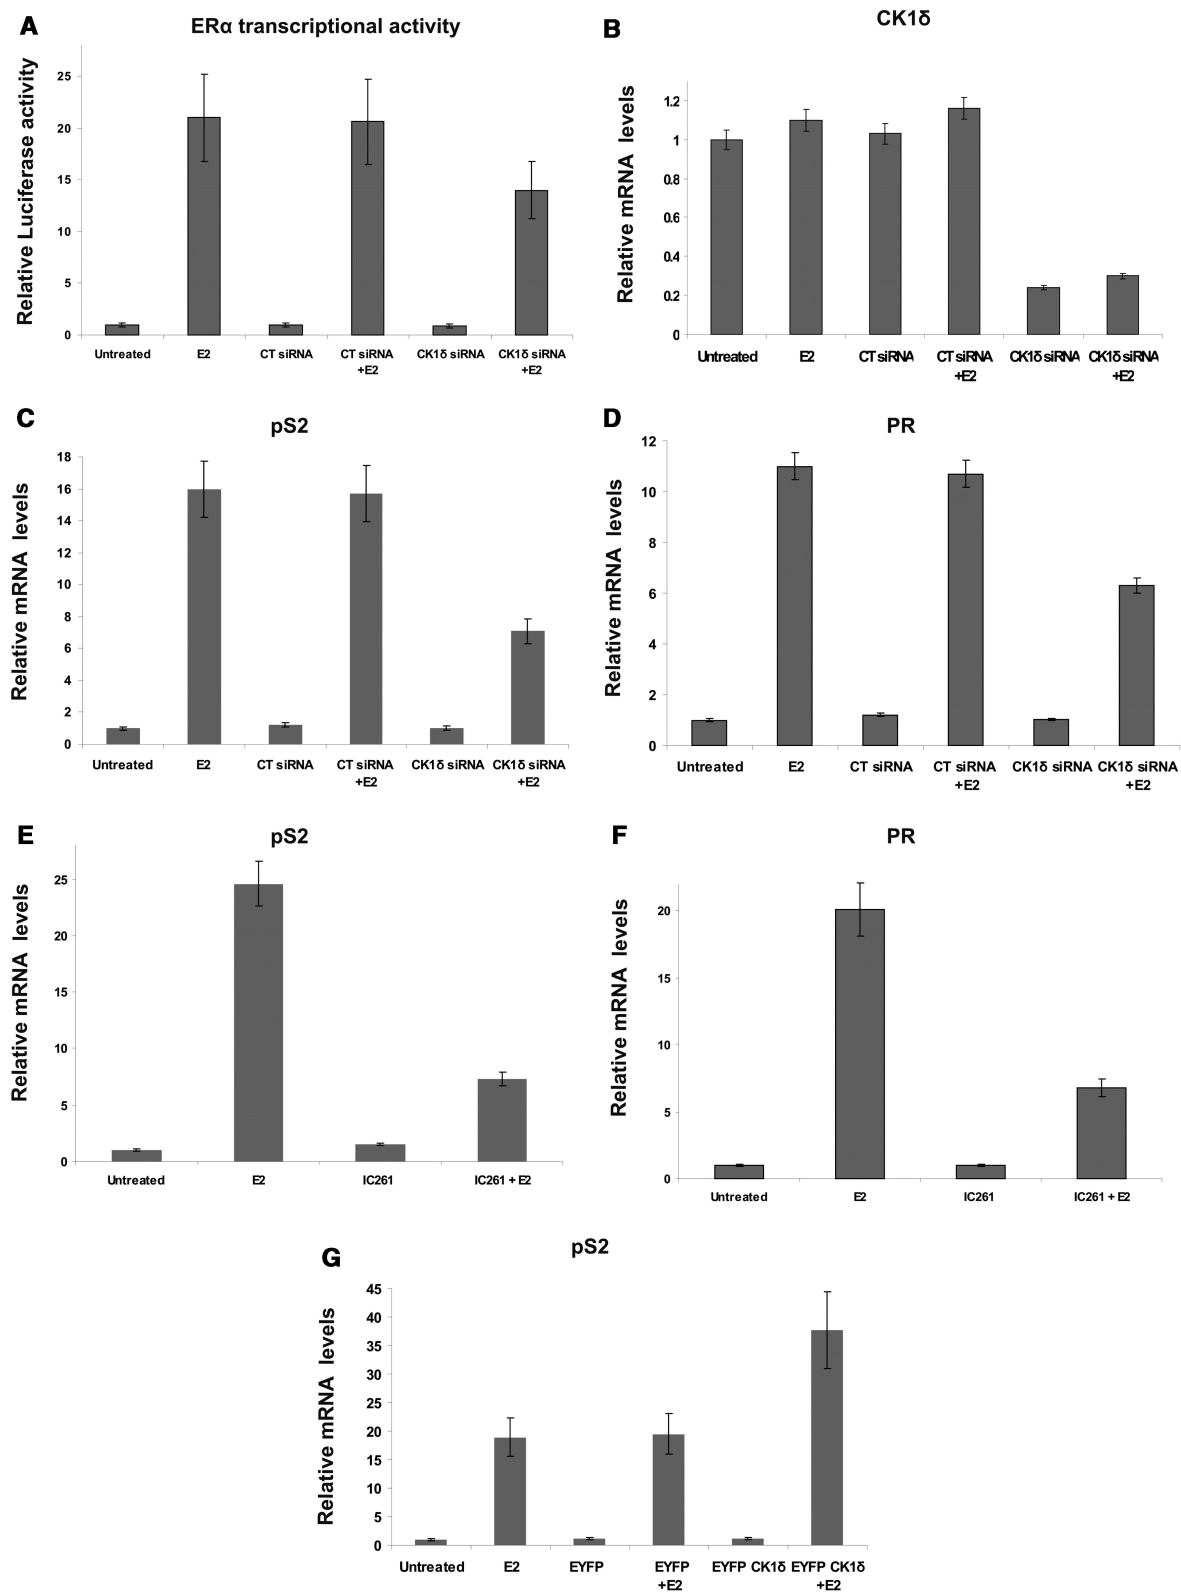 A
ERα transcriptional activity
Relative Luciferase activity
25
20
15
10
5
0
Untreated E2 CT siRNA CT siRNA CK1δ siRNA CK1δ siRNA
+E2 +E2
B
CK1δ
Relative mRNA levels
1.2
1
0.8
0.6
0.4
0.2
0
Untreated E2 CT siRNA CT siRNA CK1δ siRNA CK1δ siRNA
+E2 +E2
C
pS2
Relative mRNA levels
18
16
14
12
10
8
6
4
2
0
Untreated E2 CT siRNA CT siRNA CK1δ siRNA CK1δ siRNA
+E2 +E2
D
PR
Relative mRNA levels
12
10
8
6
4
2
0
Untreated E2 CT siRNA CT siRNA CK1δ siRNA CK1δ siRNA
+E2 +E2
E
pS2
Relative mRNA levels
25
20
15
10
5
0
Untreated E2 IC261 IC261 + E2
F
PR
Relative mRNA levels
20
15
10
5
0
Untreated E2 IC261 IC261 + E2
G
pS2
Relative mRNA levels
45
40
35
30
25
20
15
10
5
0
Untreated E2 EYFP EYFP EYFP CK1δ EYFP CK1δ
+E2 +E2